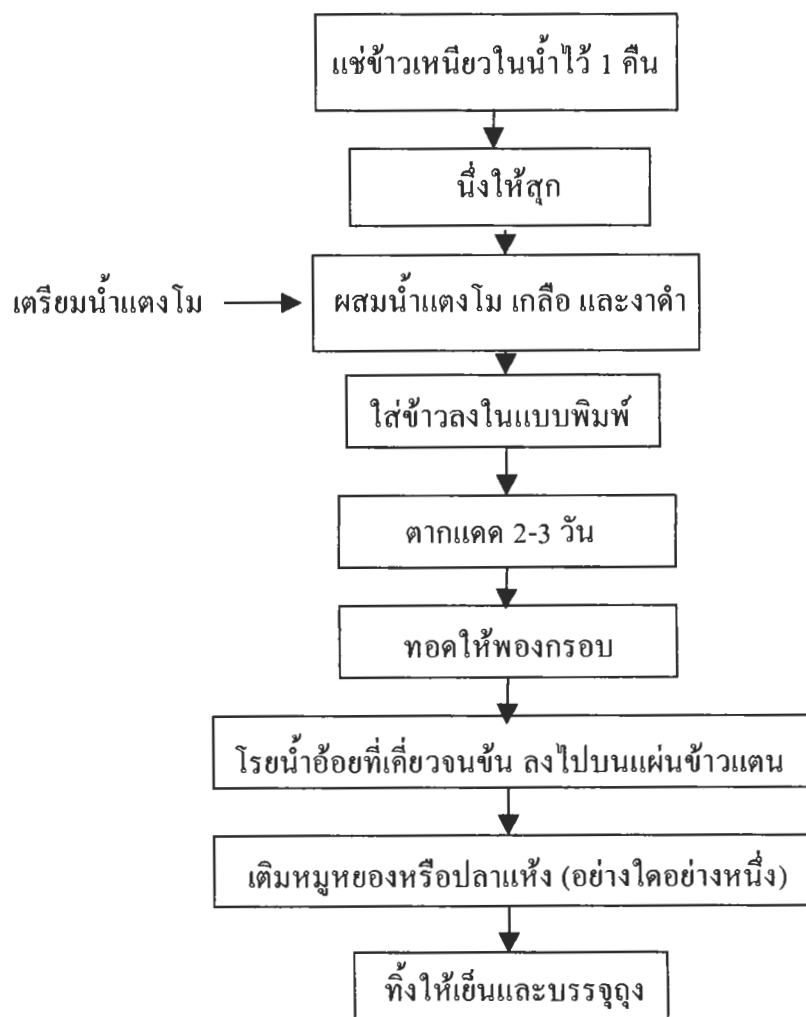 แช่ข้าวเหนียวในน้ำไว้ 1 คืน
นึ่งให้สุก
เตรียมน้ำแตงโม
ผสมน้ำแตงโม เกลือ และงาดำ
ใส่ข้าวลงในแบบพิมพ์
ตากแดด 2-3 วัน
ทอดให้พองกรอบ
โรยน้ำอ้อยที่เคี่ยวจนข้น ลงไปบนแผ่นข้าวแตน
เติมหมูหยองหรือปลาแห้ง (อย่างใดอย่างหนึ่ง)
ทิ้งให้เย็นและบรรจุถุง